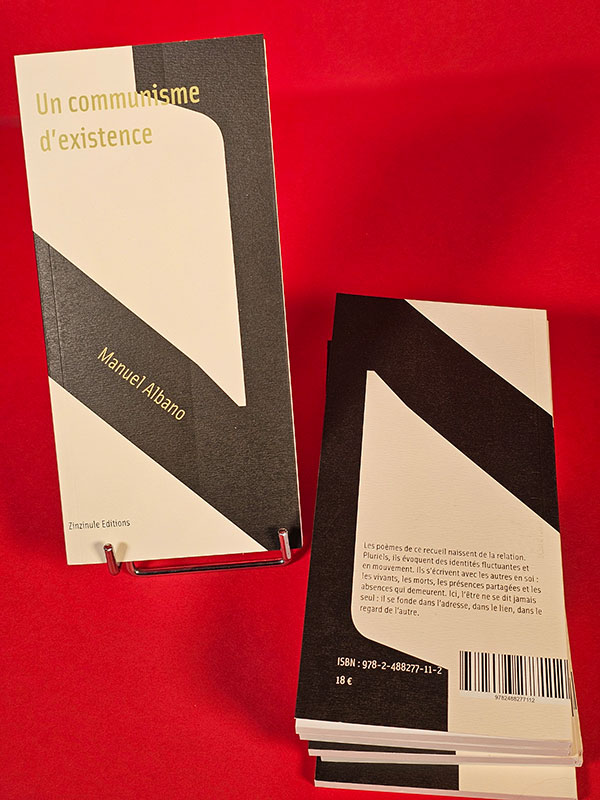 Un communisme
d'existence
Manuel Albano
Zinzinule Editions
Les poèmes de ce recueil naissent de la relation.
Pluriels, ils évoquent des identités fluctuantes et
en mouvement. Ils s'écrivent avec les autres en soi :
les vivants, les morts, les présences partagées et les
absences qui demeurent. Ici, l'être ne se dit jamais
seul : il se fonde dans l'adresse, dans le lien, dans le
regard de l'autre.
ISBN : 978-2-488277-11-2
18 €
9782488277112